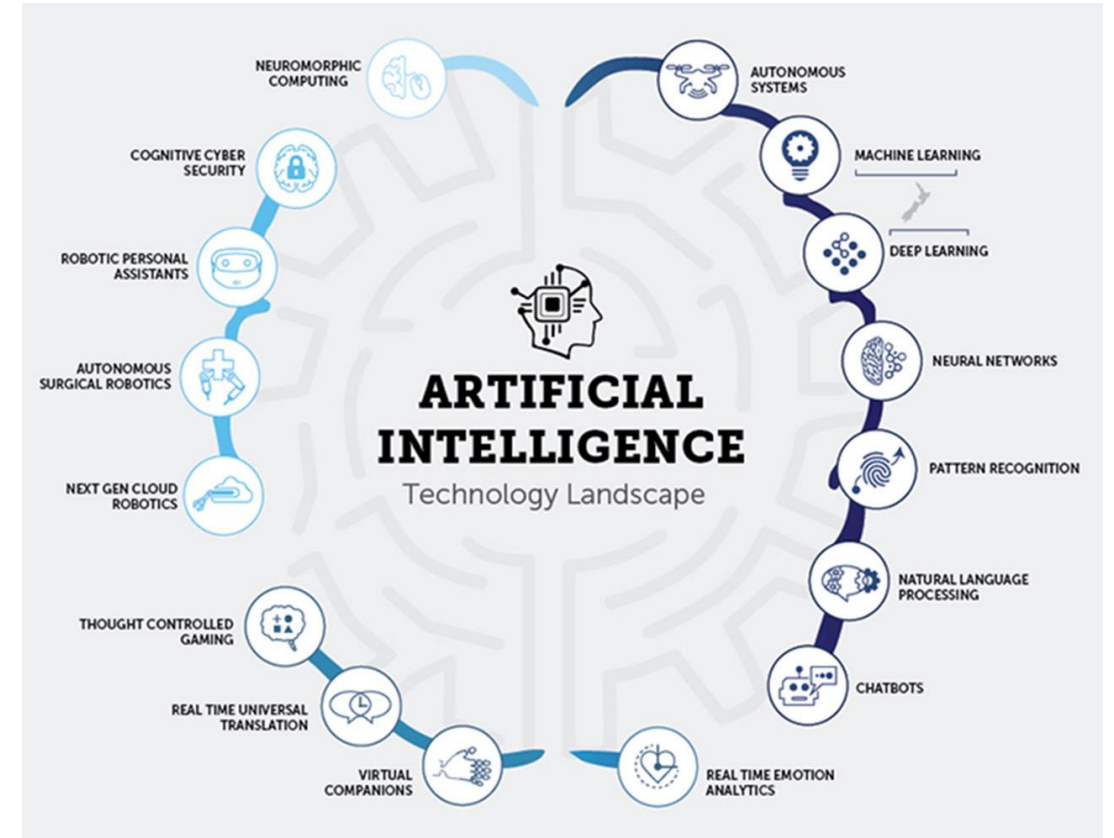 NEUROMORPHIC
COMPUTING
COGNITIVE CYBER
SECURITY
ROBOTIC PERSONAL
ASSISTANTS
AUTONOMOUS
SURGICAL ROBOTICS
NEXT GEN CLOUD
ROBOTICS
THOUGHT CONTROLLED
GAMING
REAL TIME UNIVERSAL
TRANSLATION
VIRTUAL
COMPANIONS
ARTIFICIAL
INTELLIGENCE
Technology Landscape
AUTONOMOUS
SYSTEMS
MACHINE LEARNING
DEEP LEARNING
NEURAL NETWORKS
PATTERN RECOGNITION
NATURAL LANGUAGE
PROCESSING
CHATBOTS
REAL TIME EMOTION
ANALYTICS